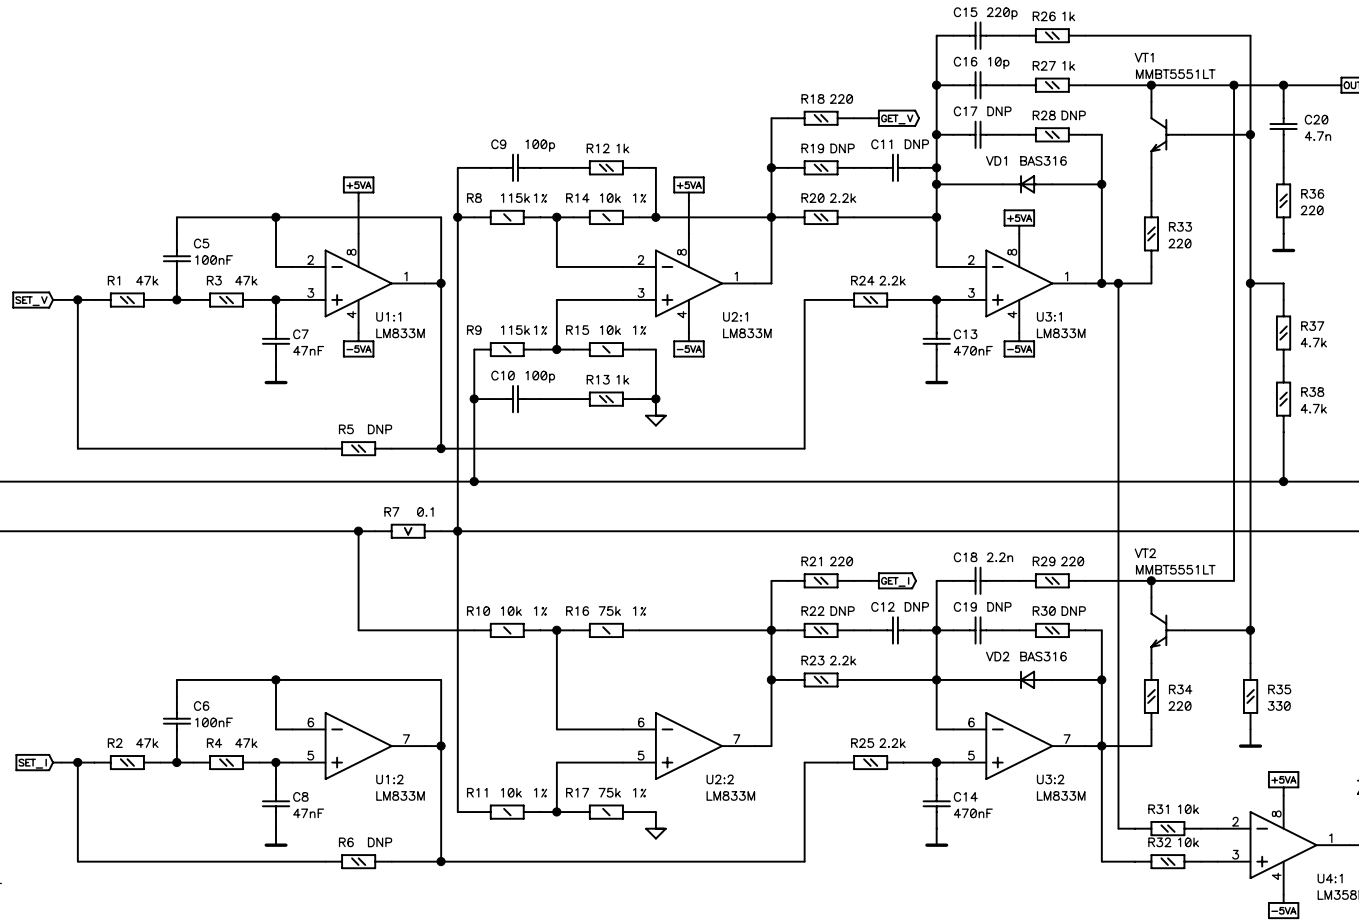 C15 220p
R26 1k
C16 10p
R27 1k
VT1
MMBT5551LT
R18 220
GET_V
C17 DNP
R28 DNP
C20
4.7n
C9 100p
R12 1k
R19 DNP
C11 DNP
VD1 BAS316
+5VA
+5VA
R8 115k 1%
R14 10k 1%
R20 2.2k
+5VA
R36
220
R33
220
C5
100nF
8
8
8
2
2
2
R1 47k
R3 47k
1
1
R24 2.2k
1
SET_V
3
3
3
4
4
4
U1:1
LM833M
U2:1
LM833M
U3:1
LM833M
C7
47nF
R9 115k 1%
R15 10k 1%
C13
470nF
R37
4.7k
-5VA
-5VA
-5VA
C10 100p
R13 1k
R38
4.7k
R5 DNP
R7 0.1
V
R21 220
GET_I
C18 2.2n
R29 220
VT2
MMBT5551LT
R10 10k 1%
R16 75k 1%
R22 DNP
C12 DNP
C19 DNP
R30 DNP
R23 2.2k
VD2 BAS316
R34
220
R35
330
C6
100nF
6
6
6
R2 47k
R4 47k
7
7
R25 2.2k
7
SET_I
5
5
5
U1:2
LM833M
U2:2
LM833M
U3:2
LM833M
+5VA
C8
47nF
R11 10k 1%
R17 75k 1%
C14
470nF
R31 10k
8
2
R6 DNP
R32 10k
1
3
4
U4:1
-5VA